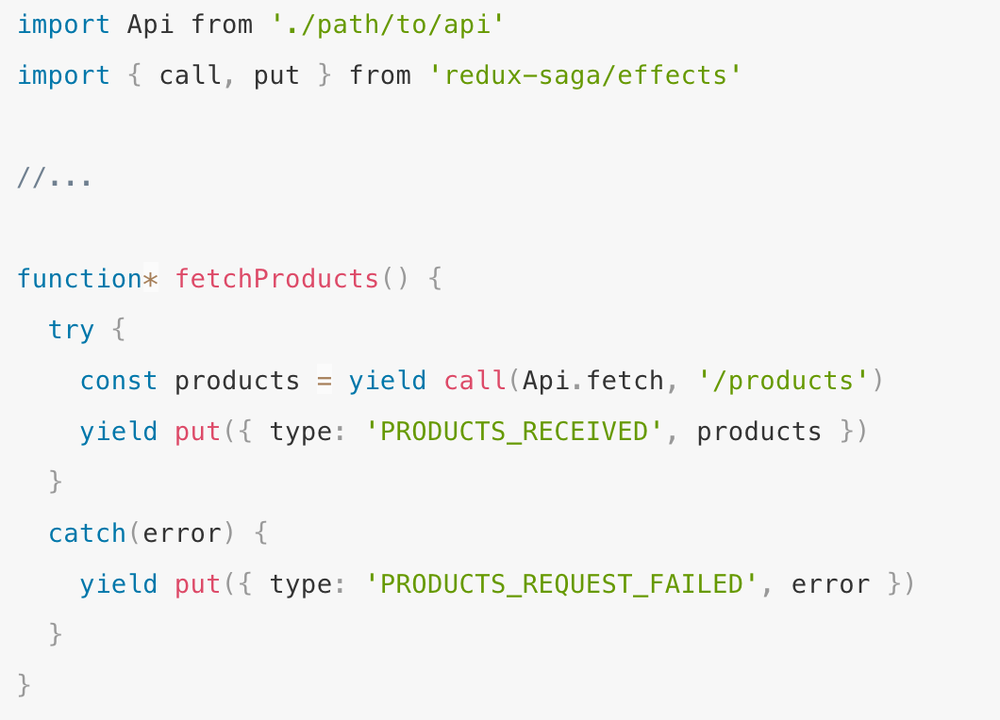 import Api from './path/to/api'
import { call, put } from 'redux-saga/effects'
//...
function* fetchProducts() {
  try {
    const products = yield call(Api.fetch, '/products')
    yield put({ type: 'PRODUCTS_RECEIVED', products })
  }
  catch(error) {
    yield put({ type: 'PRODUCTS_REQUEST_FAILED', error })
  }
}